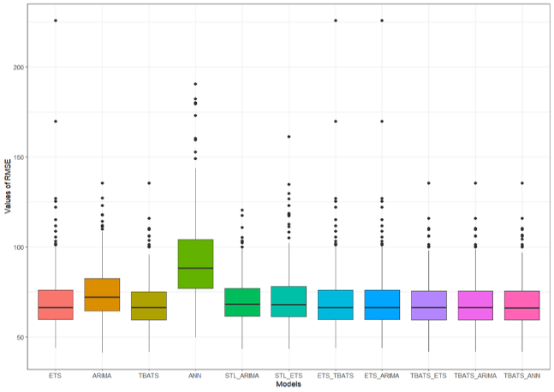 Values of RMSE
200
150
100
50
ETS ARIMA TBATS ANN STL_ARIMA STL_ETS ETS_TBATS ETS_ARIMA TBATS_ETS TBATS_ARIMA TBATS_ANN
Models